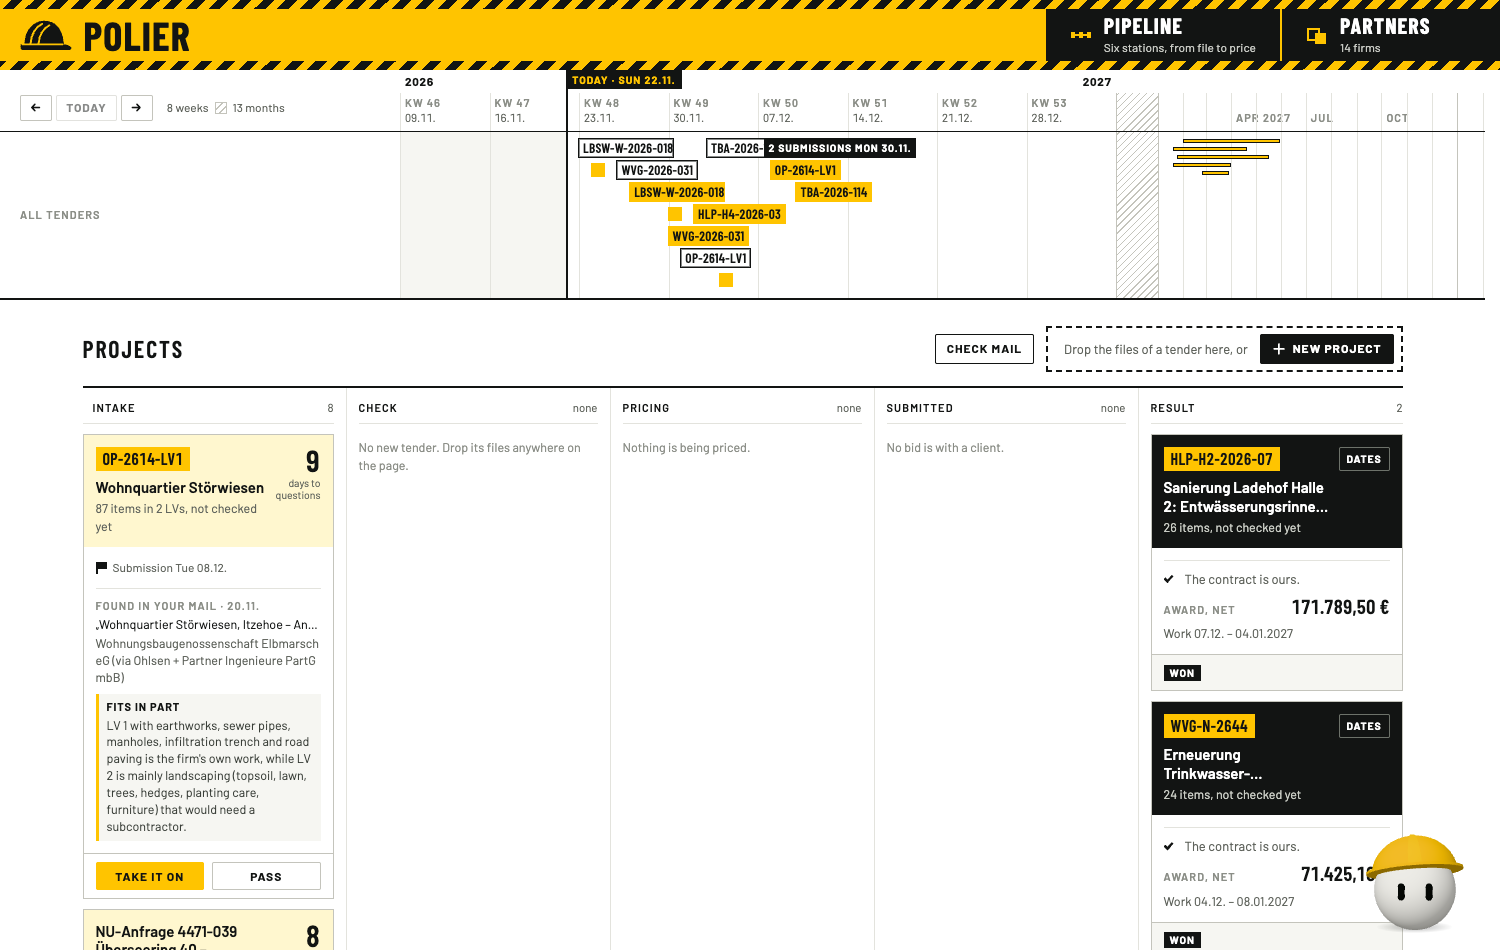 POLIER
PIPELINE
Six stations, from file to price
PARTNERS
14 firms
2026
TODAY · SUN 22.11.
2027
TODAY
8 weeks
13 months
KW 46
09.11.
KW 47
16.11.
KW 48
23.11.
KW 49
30.11.
KW 50
07.12.
KW 51
14.12.
KW 52
21.12.
KW 53
28.12.
APR 2027
JUL
OCT
ALL TENDERS
LBSW-W-2026-018
TBA-2026-
2 SUBMISSIONS MON 30.11.
WVG-2026-031
OP-2614-LV1
LBSW-W-2026-018
TBA-2026-114
HLP-H4-2026-03
WVG-2026-031
OP-2614-LV1
PROJECTS
CHECK MAIL
Drop the files of a tender here, or
NEW PROJECT
INTAKE
8
CHECK
none
PRICING
none
SUBMITTED
none
RESULT
2
OP-2614-LV1
9
days to
questions
Wohnquartier Störwiesen
87 items in 2 LVs, not checked
yet
Submission Tue 08.12.
FOUND IN YOUR MAIL · 20.11.
„Wohnquartier Störwiesen, Itzehoe – An...
Wohnungsbaugenossenschaft Elbmarsch
eG (via Ohlsen + Partner Ingenieure PartG
mbB)
FITS IN PART
LV 1 with earthworks, sewer pipes,
manholes, infiltration trench and road
paving is the firm's own work, while LV
2 is mainly landscaping (topsoil, lawn,
trees, hedges, planting care,
furniture) that would need a
subcontractor.
TAKE IT ON
PASS
NU-Anfrage 4471-039
8
Überseering 40 –
No new tender. Drop its files anywhere on
the page.
Nothing is being priced.
No bid is with a client.
HLP-H2-2026-07
DATES
Sanierung Ladehof Halle
2: Entwässerungsrinne...
26 items, not checked yet
The contract is ours.
AWARD, NET
171.789,50 €
Work 07.12. – 04.01.2027
WON
WVG-N-2644
DATES
Erneuerung
Trinkwasser-...
24 items, not checked yet
The contract is ours.
AWARD, NET
71.425,1
Work 04.12. – 08.01.2027
WON